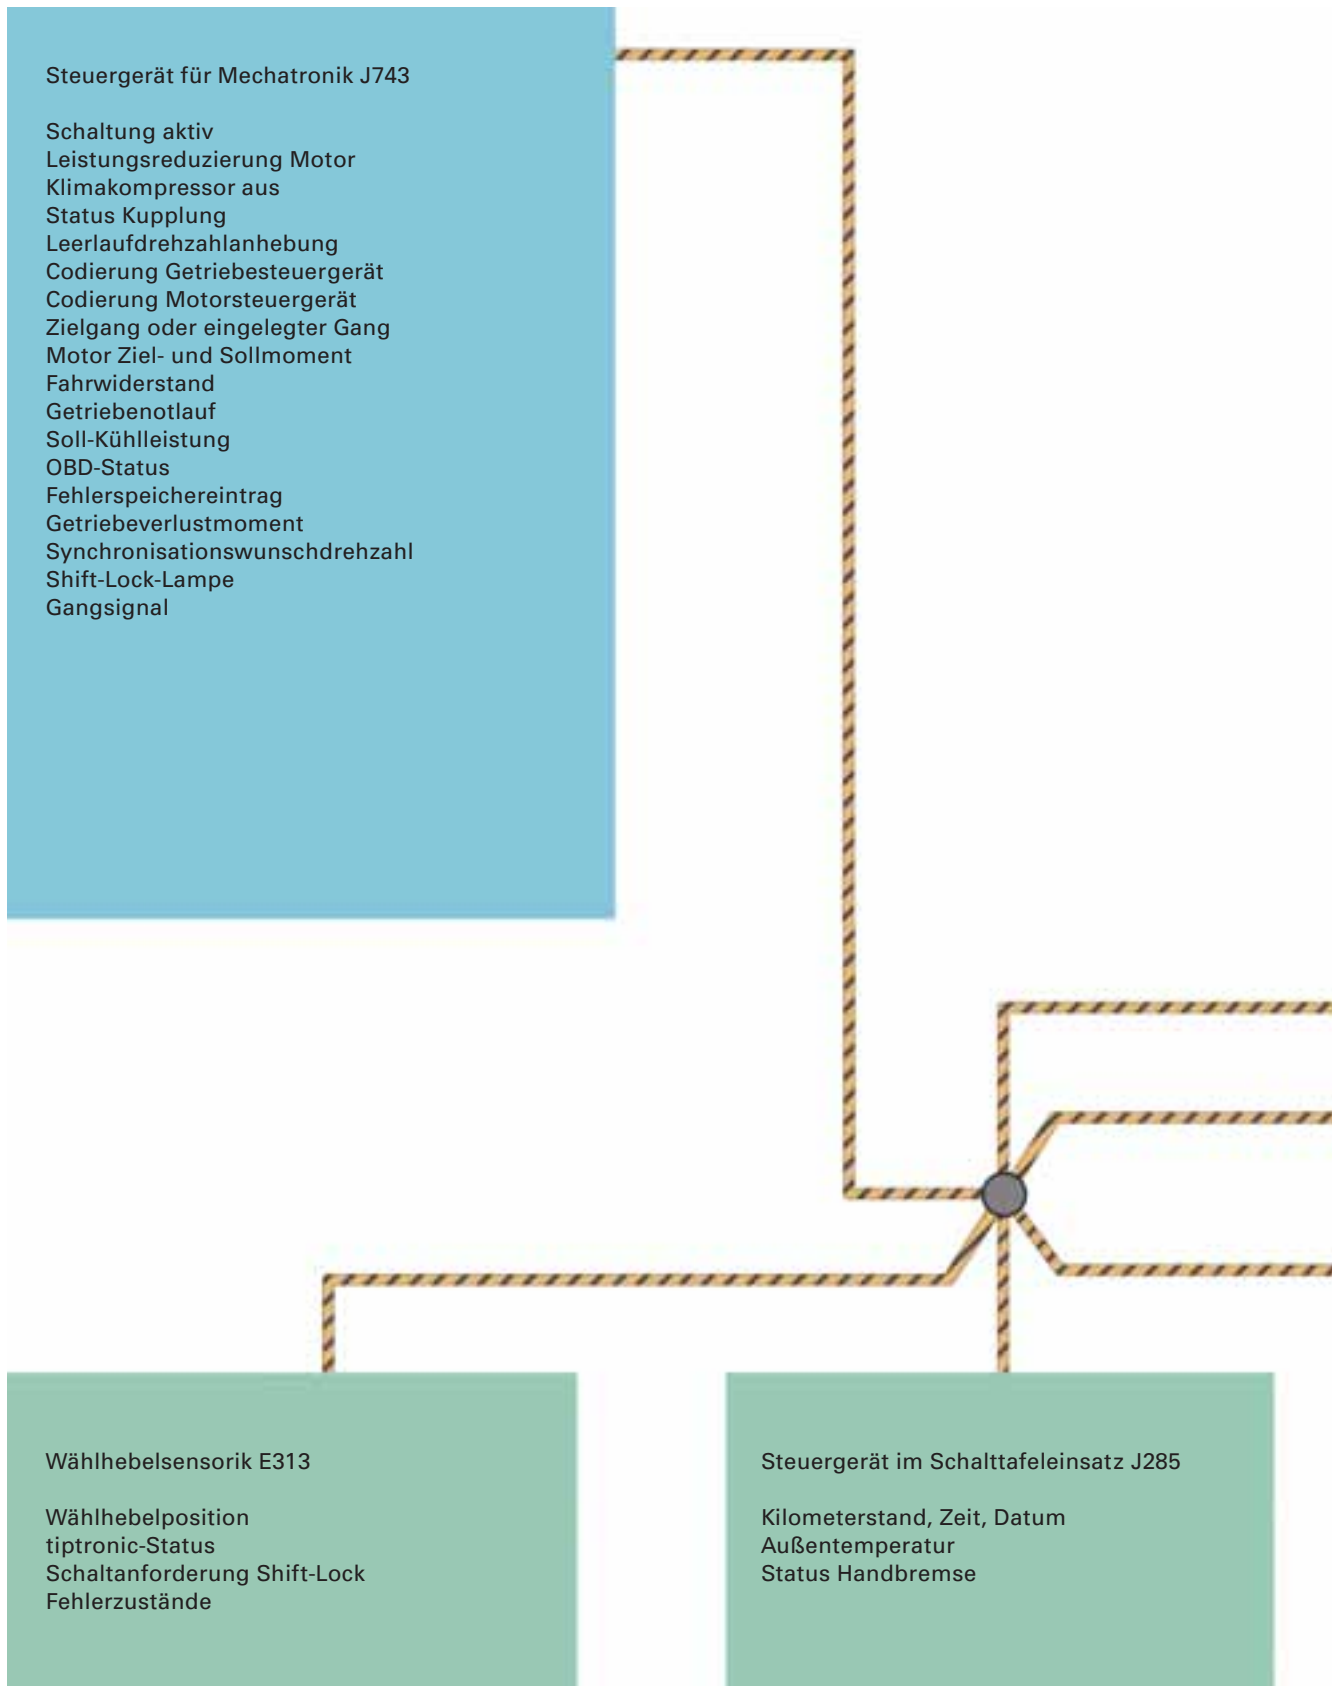 Steuergerät für Mechatronik J743
Schaltung aktiv
Leistungsreduzierung Motor
Klimakompressor aus
Status Kupplung
Leerlaufdrehzahlanhebung
Codierung Getriebesteuergerät
Codierung Motorsteuergerät
Zielgang oder eingelegter Gang
Motor Ziel- und Sollmoment
Fahrwiderstand
Getriebenotlauf
Soll-Kühlleistung
OBD-Status
Fehlerspeichereintrag
Getriebeverlustmoment
Synchronisationswunschdrehzahl
Shift-Lock-Lampe
Gangsignal
Wählhebelsensorik E313
Wählhebelposition
tiptronic-Status
Schaltanforderung Shift-Lock
Fehlerzustände
Steuergerät im Schalttafeleinsatz J285
Kilometerstand, Zeit, Datum
Außentemperatur
Status Handbremse